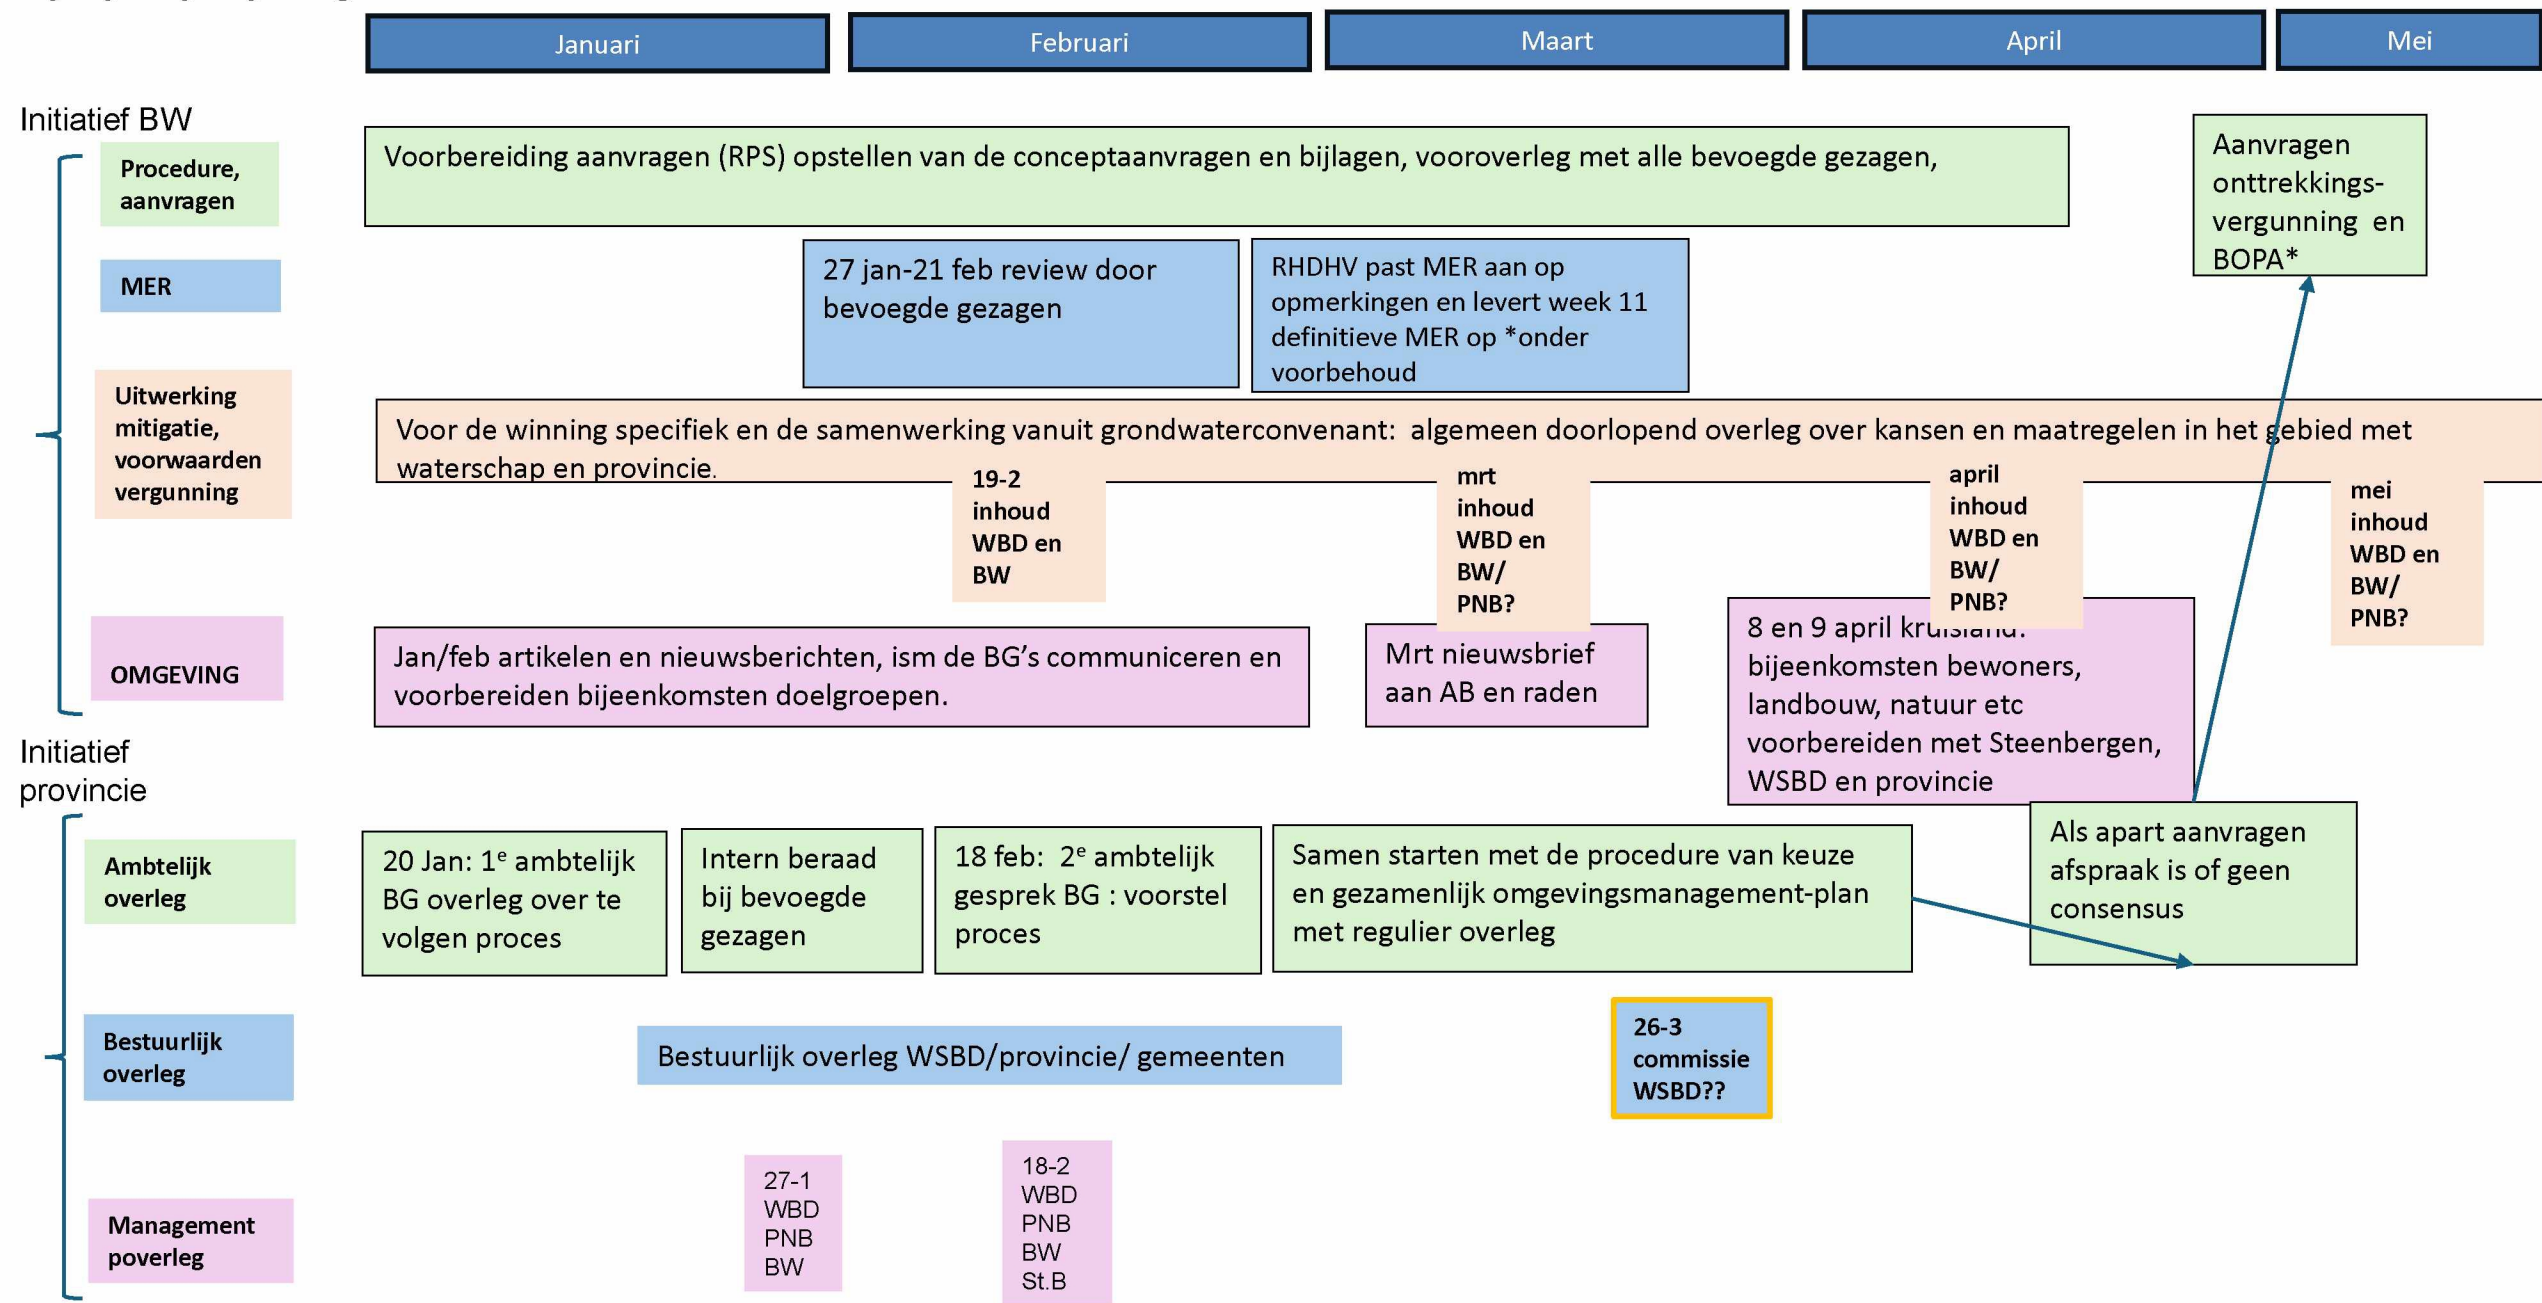 Januari
Februari
Maart
April
Mei
Initiatief BW
Procedure,
aanvragen
Voorbereiding aanvragen (RPS) opstellen van de conceptaanvragen en bijlagen, vooroverleg met alle bevoegde gezagen,
Aanvragen
onttrekkings-
vergunning en
BOPA*
MER
27 jan-21 feb review door
bevoegde gezagen
RHDHV past MER aan op
opmerkingen en levert week 11
definitieve MER op *onder
voorbehoud
Uitwerking
mitigatie,
voorwaarden
vergunning
Voor de winning specifiek en de samenwerking vanuit grondwaterconvenant: algemeen doorlopend overleg over kansen en maatregelen in het gebied met
waterschap en provincie.
19-2
inhoud
WBD en
BW
mrt
inhoud
WBD en
BW/
PNB?
april
inhoud
WBD en
BW/
PNB?
mei
inhoud
WBD en
BW/
PNB?
OMGEVING
Jan/feb artikelen en nieuwsberichten, ism de BG's communiceren en
voorbereiden bijeenkomsten doelgroepen.
Mrt nieuwsbrief
aan AB en raden
8 en 9 april kruisland:
bijeenkomsten bewoners,
landbouw, natuur etc
voorbereiden met Steenbergen,
WSBD en provincie
Initiatief
provincie
Ambtelijk
overleg
20 Jan: 1e ambtelijk
BG overleg over te
volgen proces
Intern beraad
bij bevoegde
gezagen
18 feb: 2e ambtelijk
gesprek BG : voorstel
proces
Samen starten met de procedure van keuze
en gezamenlijk omgevingsmanagement-plan
met regulier overleg
Als apart aanvragen
afspraak is of geen
consensus
Bestuurlijk
overleg
Bestuurlijk overleg WSBD/provincie/ gemeenten
26-3
commissie
WSBD??
Management
poverleg
27-1
WBD
PNB
BW
18-2
WBD
PNB
BW
St.B